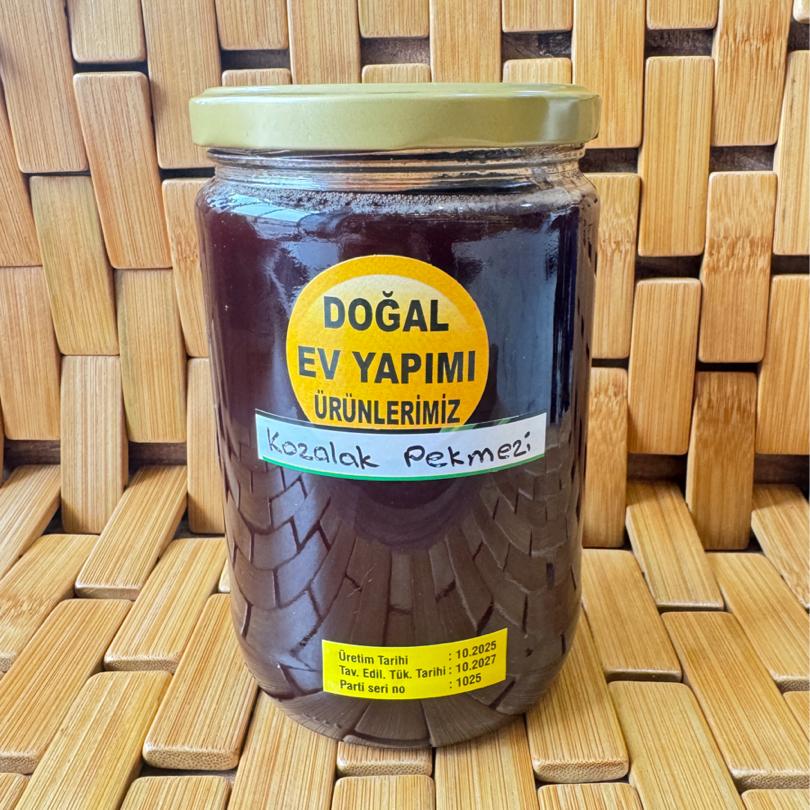 DOĞAL
EV YAPIMI
ÜRÜNLERİMİZ
Kozalak Pekmezi
Üretim Tarihi : 10.2025
Tav. Edil. Tük. Tarihi : 10.2027
Parti seri no : 1025